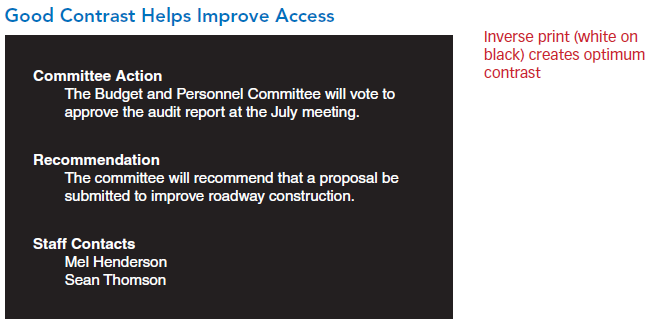 Good Contrast Helps Improve Access
Inverse print (white on
black) creates optimum
contrast
Committee Action
The Budget and Personnel Committee will vote to
approve the audit report at the July meeting.
Recommendation
The committee will recommend that a proposal be
submitted to improve roadway construction.
Staff Contacts
Mel Henderson
Sean Thomson